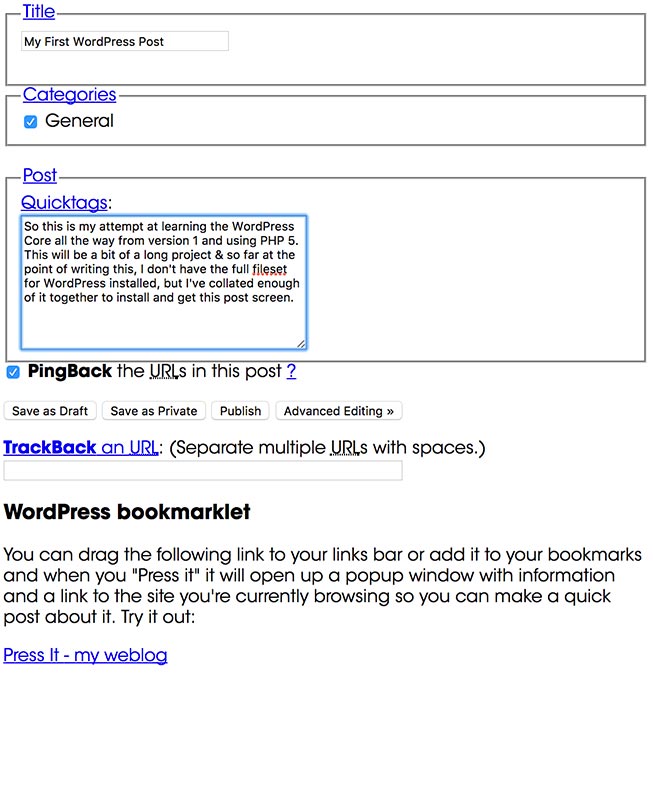 Title
My First WordPress Post
Categories
General
Post
Quicktags:
So this is my attempt at learning the WordPress
Core all the way from version 1 and using PHP 5.
This will be a bit of a long project & so far at the
point of writing this, I don't have the full fileset
for WordPress installed, but I've collated enough
of it together to install and get this post screen.
PingBack the URLs in this post ?
Save as Draft Save as Private Publish Advanced Editing »
TrackBack an URL: (Separate multiple URLs with spaces.)
WordPress bookmarklet
You can drag the following link to your links bar or add it to your bookmarks
and when you "Press it" it will open up a popup window with information
and a link to the site you're currently browsing so you can make a quick
post about it. Try it out:
Press It - my weblog